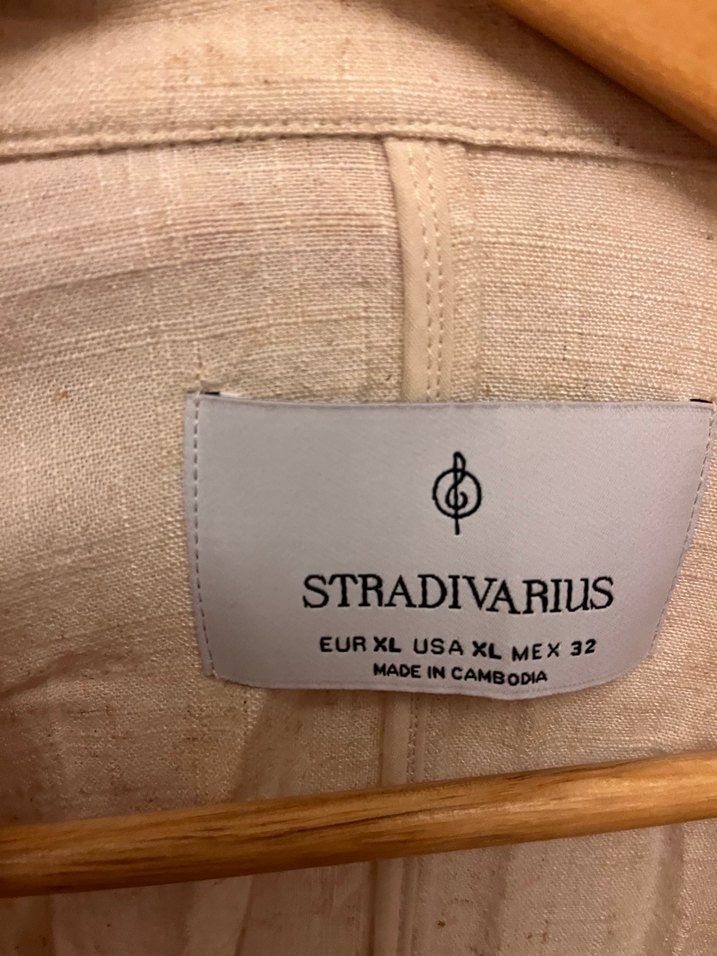 STRADIVARIUS
EUR XL USA XL MEX 32
MADE IN CAMBODIA